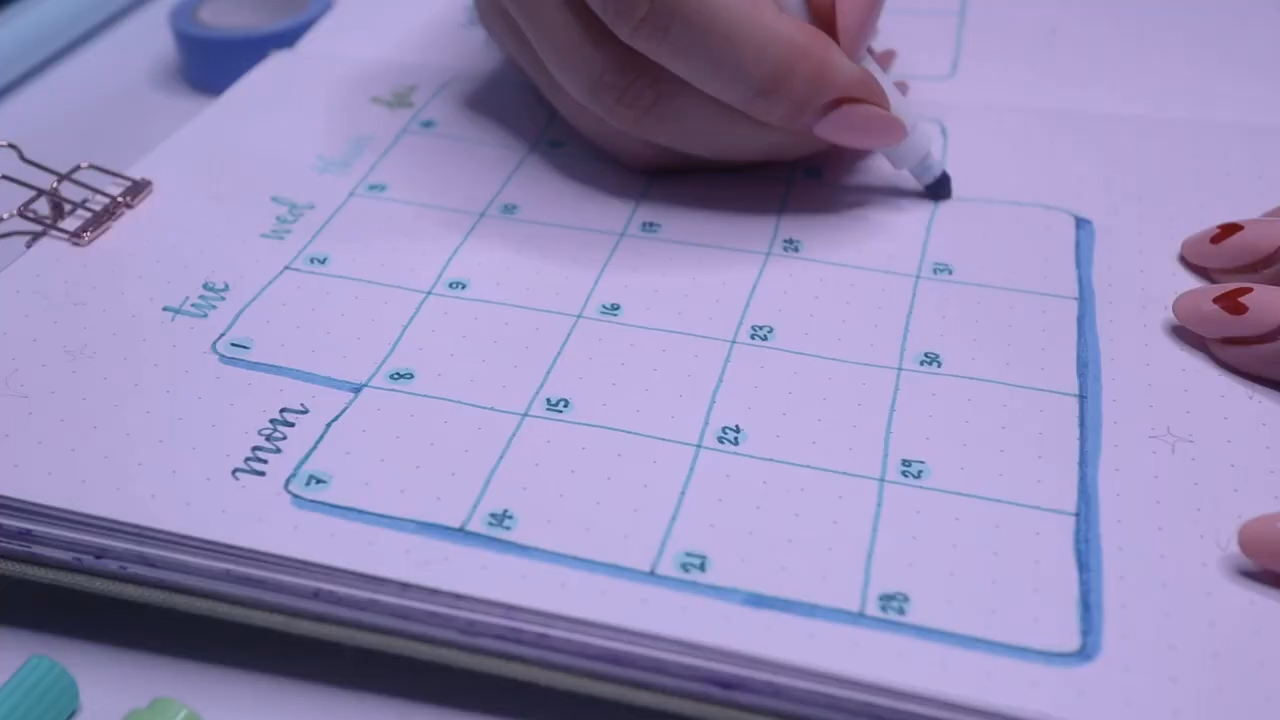 mon tue wed
1 2 3 4
7 8 9 10
14 15 16 17
21 22 23 24
28 29 30 31